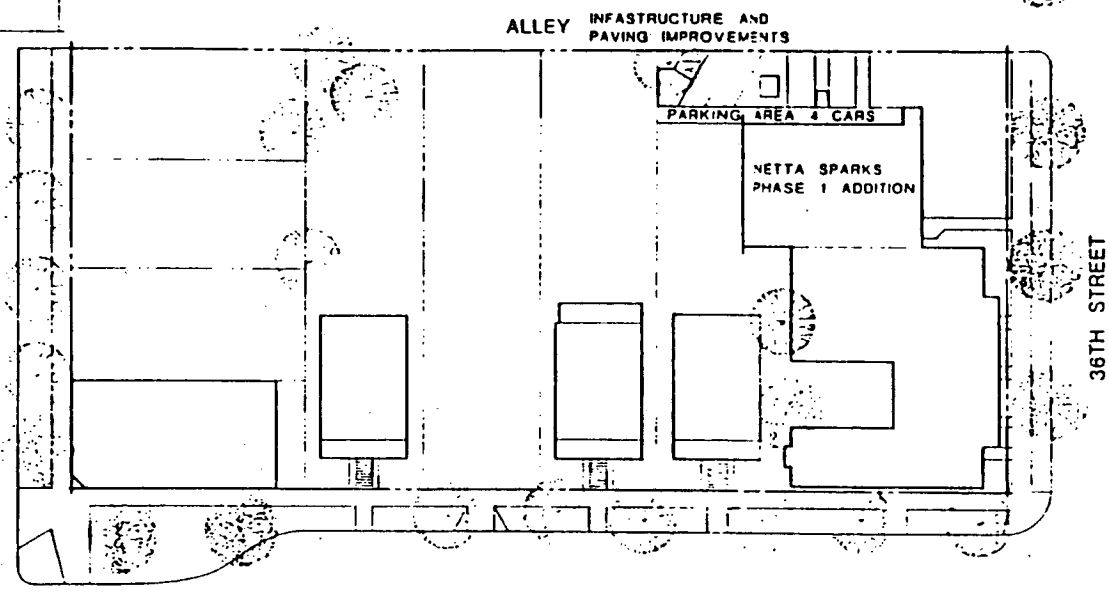 ALLEY
INFASTRUCTURE AND
PAVING IMPROVEMENTS
PARKING AREA 4 CARS
NETTA SPARKS
PHASE 1 ADDITION
36TH STREET